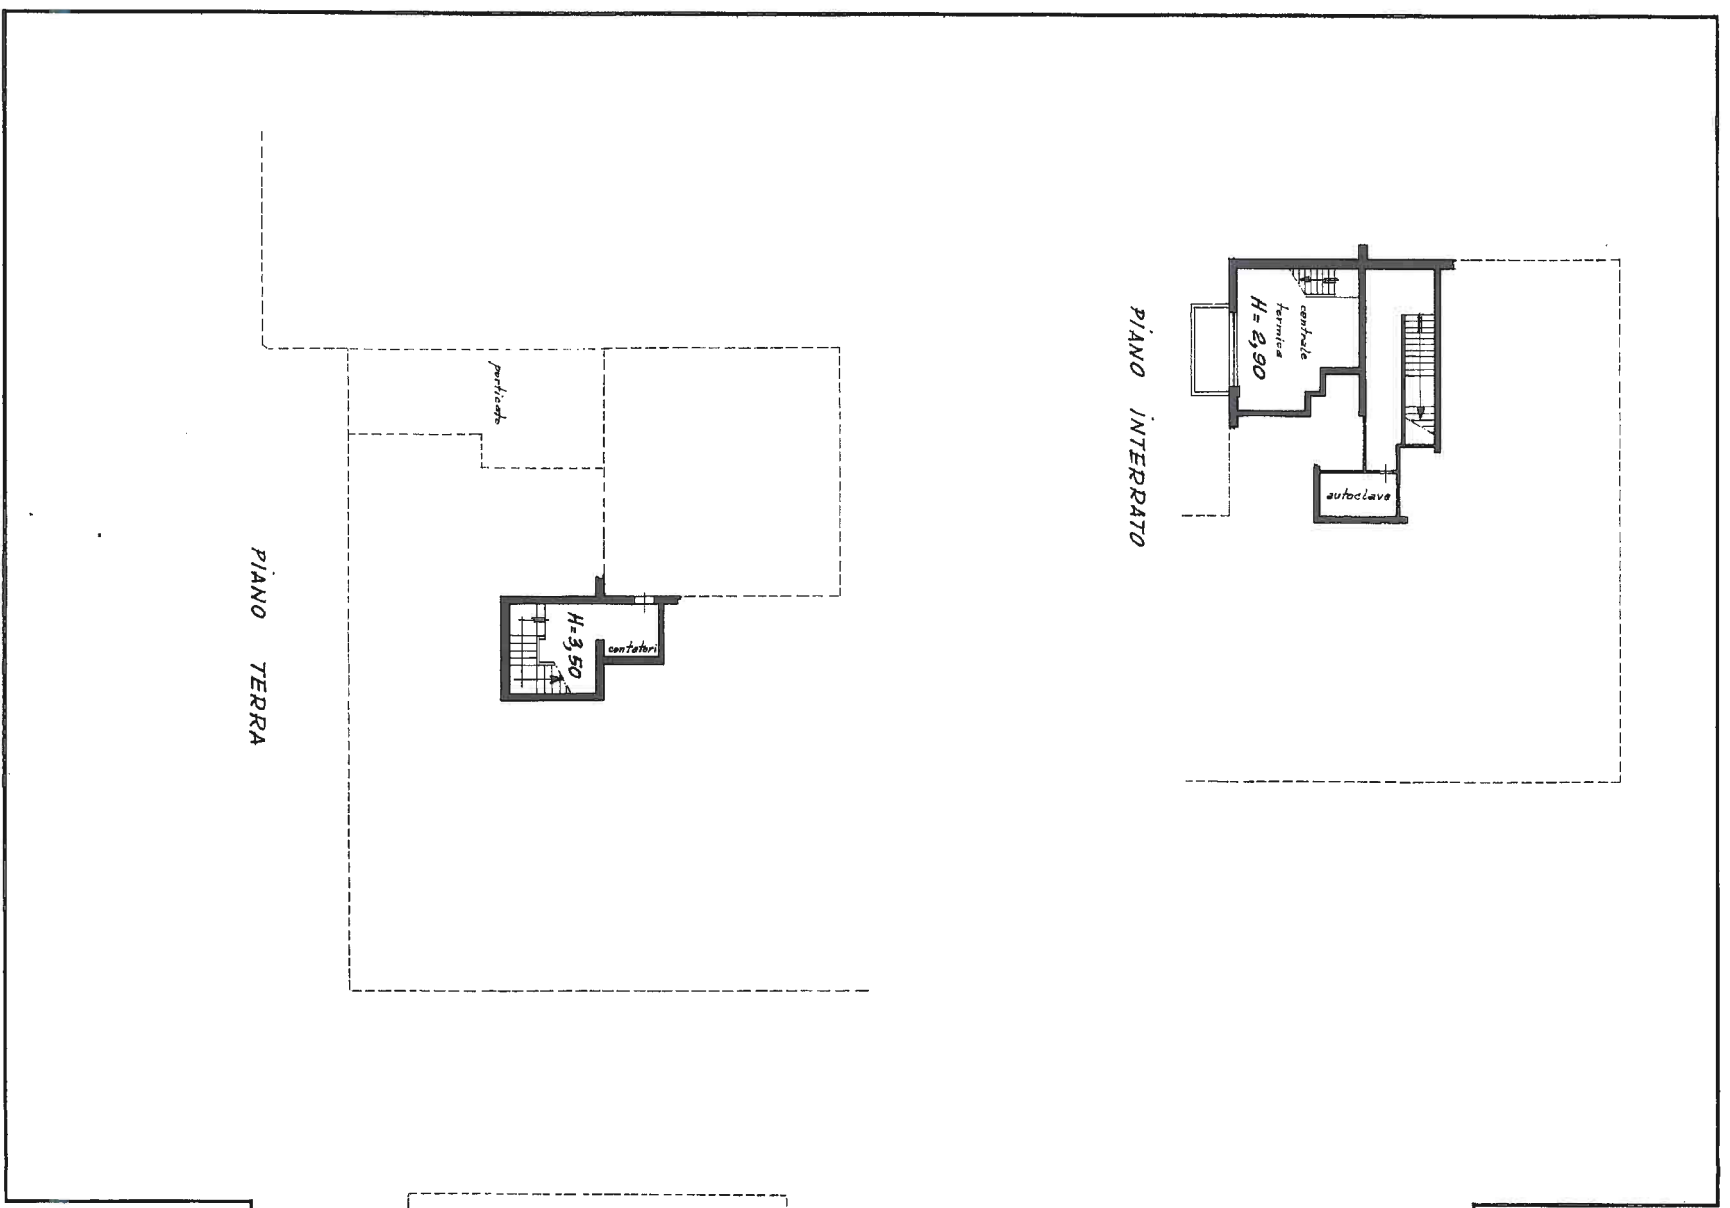 PIANO INTERRATO
centrale
termica
H=2,90
autoclave
PIANO TERRA
porticato
H=3,50
contatori